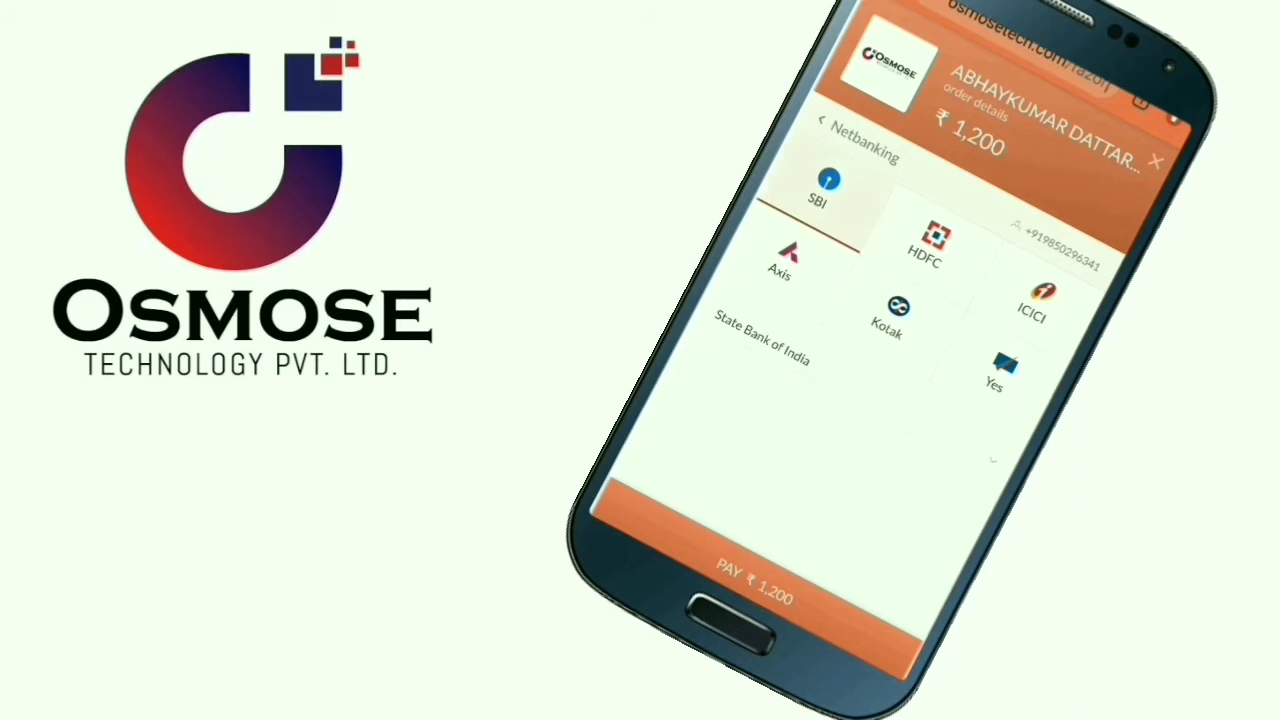 OSMOSE
TECHNOLOGY PVT. LTD.
OSMOSE
ABHAYKUMAR DATTAR...
order details
₹ 1,200
Netbanking
+919850296341
SBI
HDFC
ICICI
Axis
Kotak
Yes
State Bank of India
PAY ₹ 1,200